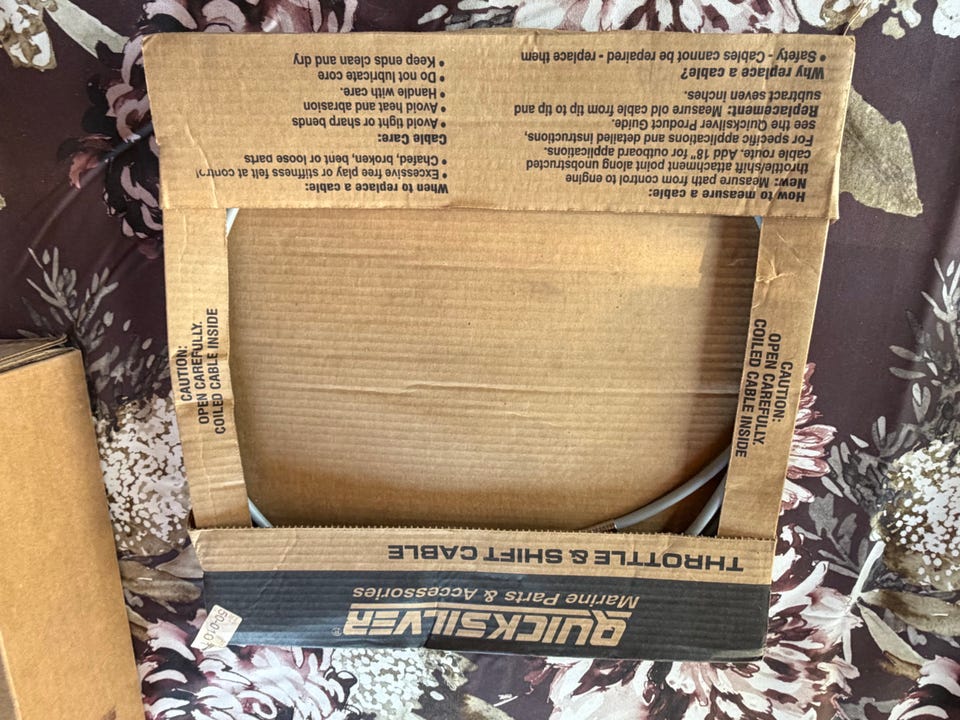 QUICKSILVER®
Marine Parts & Accessories
THROTTLE & SHIFT CABLE
CAUTION:
OPEN CAREFULLY.
COILED CABLE INSIDE
CAUTION:
OPEN CAREFULLY.
COILED CABLE INSIDE
How to measure a cable:
New: Measure path from control to engine
throttle/shift attachment point along unobstructed
cable route. Add 18" for outboard applications.
For specific applications and detailed instructions,
see the Quicksilver Product Guide.
Replacement: Measure old cable from tip to tip and
subtract seven inches.
Why replace a cable?
• Safety - Cables cannot be repaired - replace them
When to replace a cable:
• Excessive free play or stiffness felt at control
• Chafed, broken, bent or loose parts
Cable Care:
• Avoid tight or sharp bends
• Avoid heat and abrasion
• Handle with care.
• Do not lubricate core
• Keep ends clean and dry